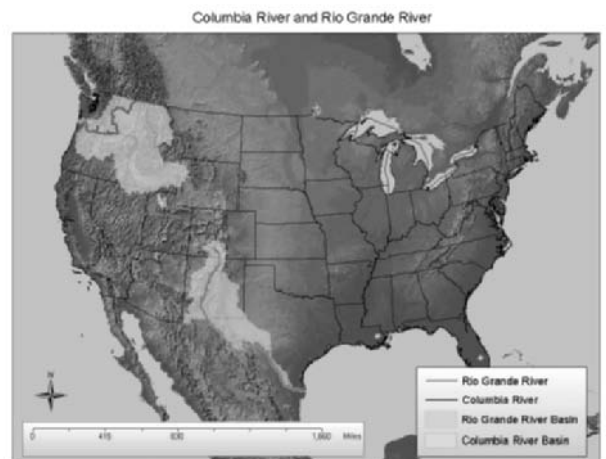 Columbia River and Rio Grande River
N
Rio Grande River
Columbia River
Rio Grande River Basin
Columbia River Basin
0 415 830 1,660 Miles